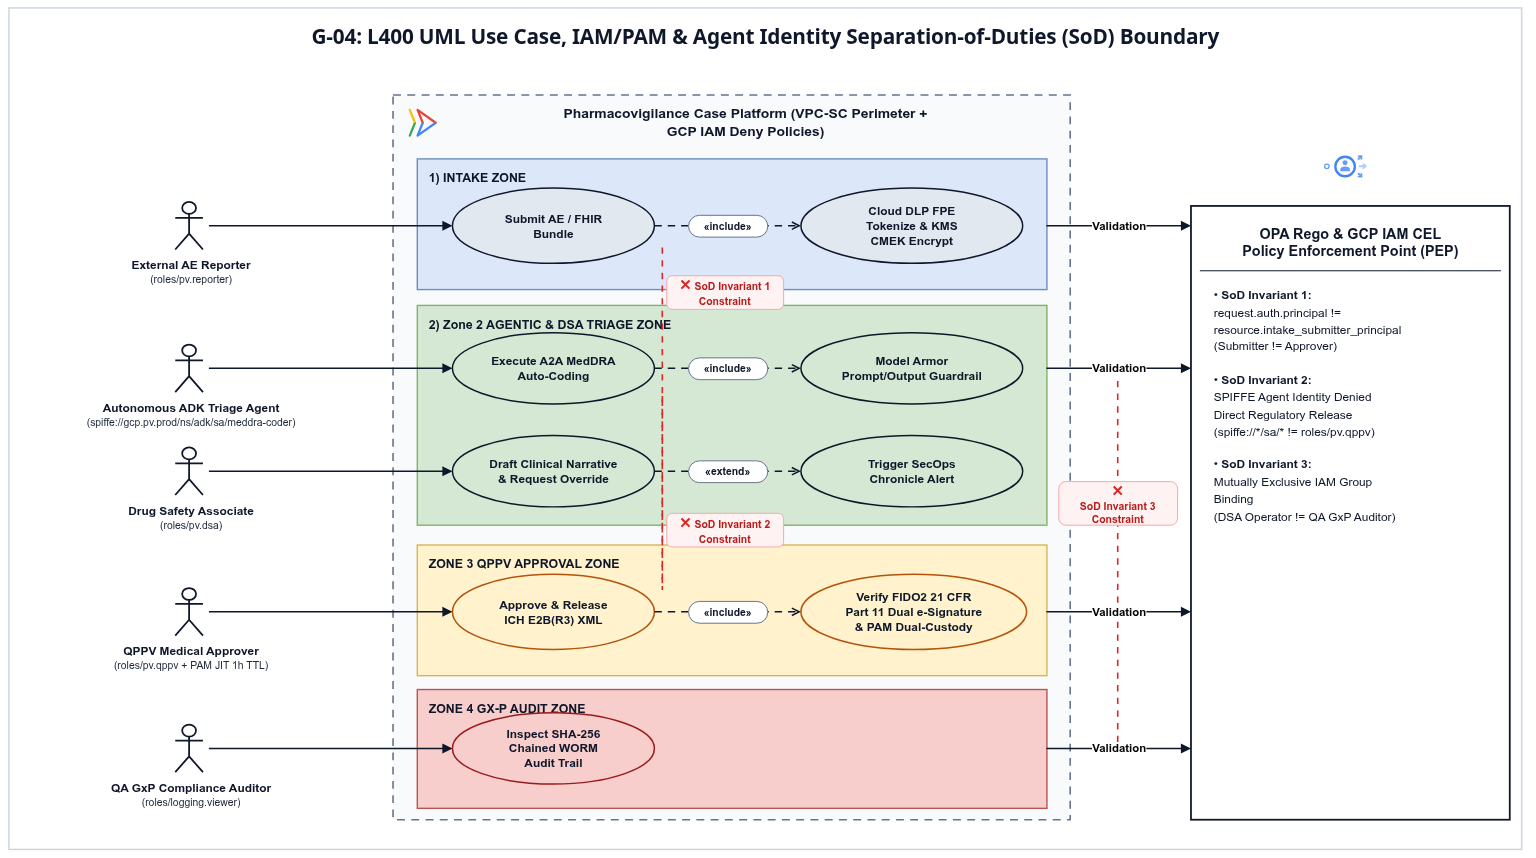 G-04: L400 UML Use Case, IAM/PAM & Agent Identity Separation-of-Duties (SoD) Boundary
Pharmacovigilance Case Platform (VPC-SC Perimeter +
GCP IAM Deny Policies)
1) INTAKE ZONE
Submit AE / FHIR
Bundle
«include»
Cloud DLP FPE
Tokenize & KMS
CMEK Encrypt
Validation
External AE Reporter
(roles/pv.reporter)
❌ SoD Invariant 1
Constraint
2) Zone 2 AGENTIC & DSA TRIAGE ZONE
Execute A2A MedDRA
Auto-Coding
«include»
Model Armor
Prompt/Output Guardrail
Validation
Autonomous ADK Triage Agent
(spiffe://gcp.pv.prod/ns/adk/sa/meddra-coder)
Draft Clinical Narrative
& Request Override
«extend»
Trigger SecOps
Chronicle Alert
Drug Safety Associate
(roles/pv.dsa)
❌ SoD Invariant 2
Constraint
❌
SoD Invariant 3
Constraint
ZONE 3 QPPV APPROVAL ZONE
Approve & Release
ICH E2B(R3) XML
«include»
Verify FIDO2 21 CFR
Part 11 Dual e-Signature
& PAM Dual-Custody
Validation
QPPV Medical Approver
(roles/pv.qppv + PAM JIT 1h TTL)
ZONE 4 GX-P AUDIT ZONE
Inspect SHA-256
Chained WORM
Audit Trail
Validation
QA GxP Compliance Auditor
(roles/logging.viewer)
OPA Rego & GCP IAM CEL
Policy Enforcement Point (PEP)
• SoD Invariant 1:
request.auth.principal !=
resource.intake_submitter_principal
(Submitter != Approver)
• SoD Invariant 2:
SPIFFE Agent Identity Denied
Direct Regulatory Release
(spiffe://*/sa/* != roles/pv.qppv)
• SoD Invariant 3:
Mutually Exclusive IAM Group
Binding
(DSA Operator != QA GxP Auditor)